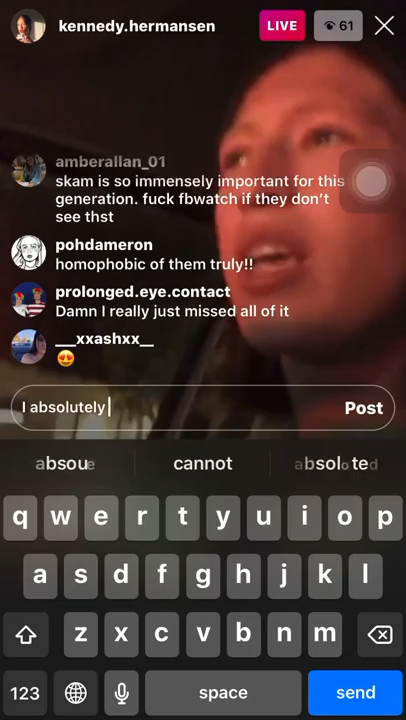 kennedy.hermansen LIVE 61
amberallan_01
skam is so immensely important for this
generation. fuck fbwatch if they don't
see thst
pohdameron
homophobic of them truly!!
prolonged.eye.contact
Damn I really just missed all of it
___xxashxx__
😍
I absolutely Post
cannot
q w e r t y u i o p
a s d f g h j k l
z x c v b n m
123 space send